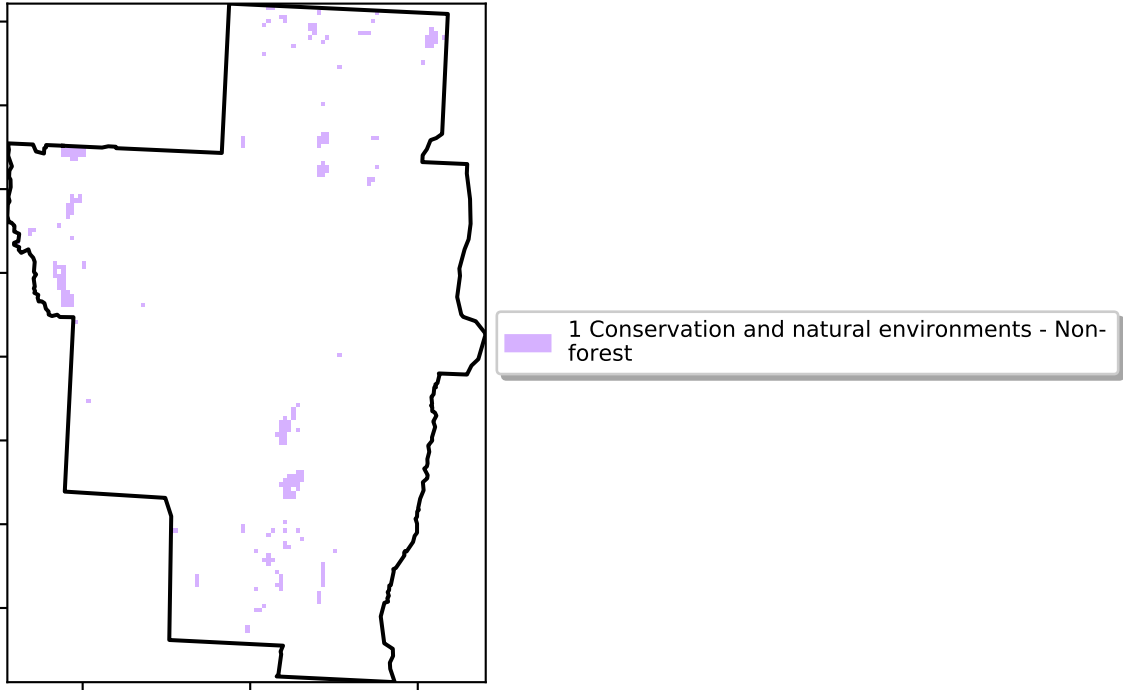 1 Conservation and natural environments - Non-
forest